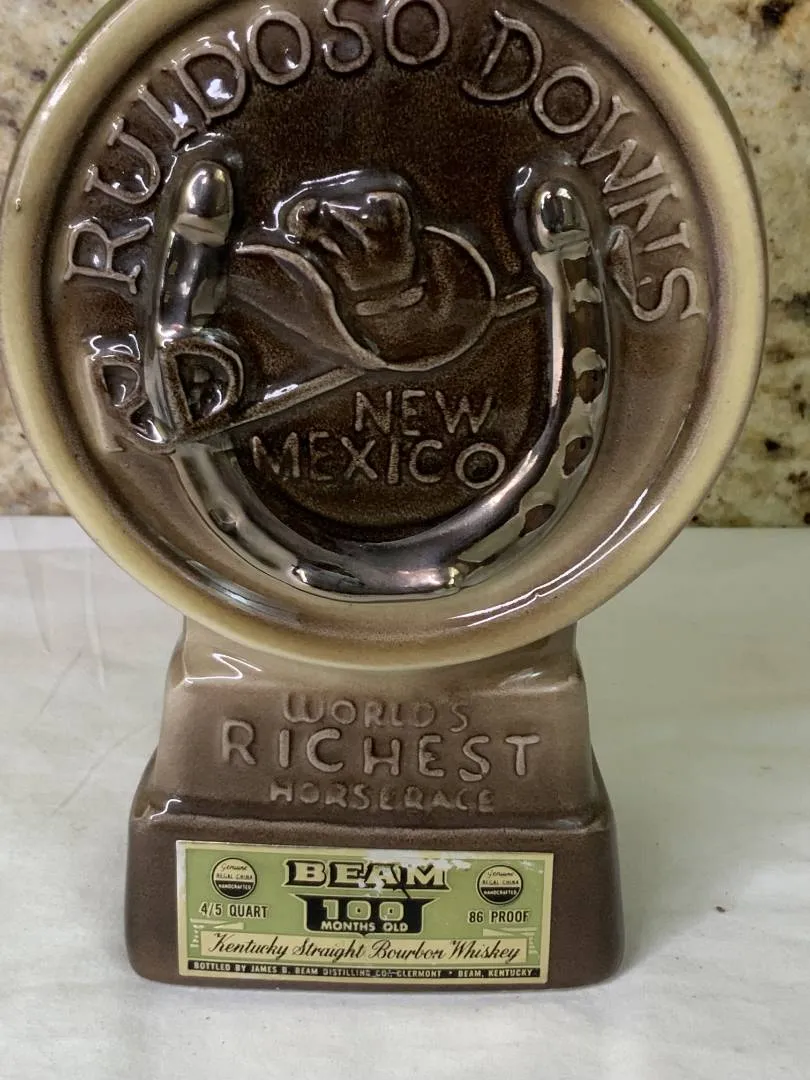 RUIDOSO DOWNS
RD
NEW
MEXICO
WORLD'S
RICHEST
HORSERACE
Genuine
REGAL CHINA
HANDCRAFTED
BEAM
Genuine
REGAL CHINA
HANDCRAFTED
4/5 QUART
100
MONTHS OLD
86 PROOF
Kentucky Straight Bourbon Whiskey
BOTTLED BY JAMES B. BEAM DISTILLING CO. CLERMONT • BEAM, KENTUCKY